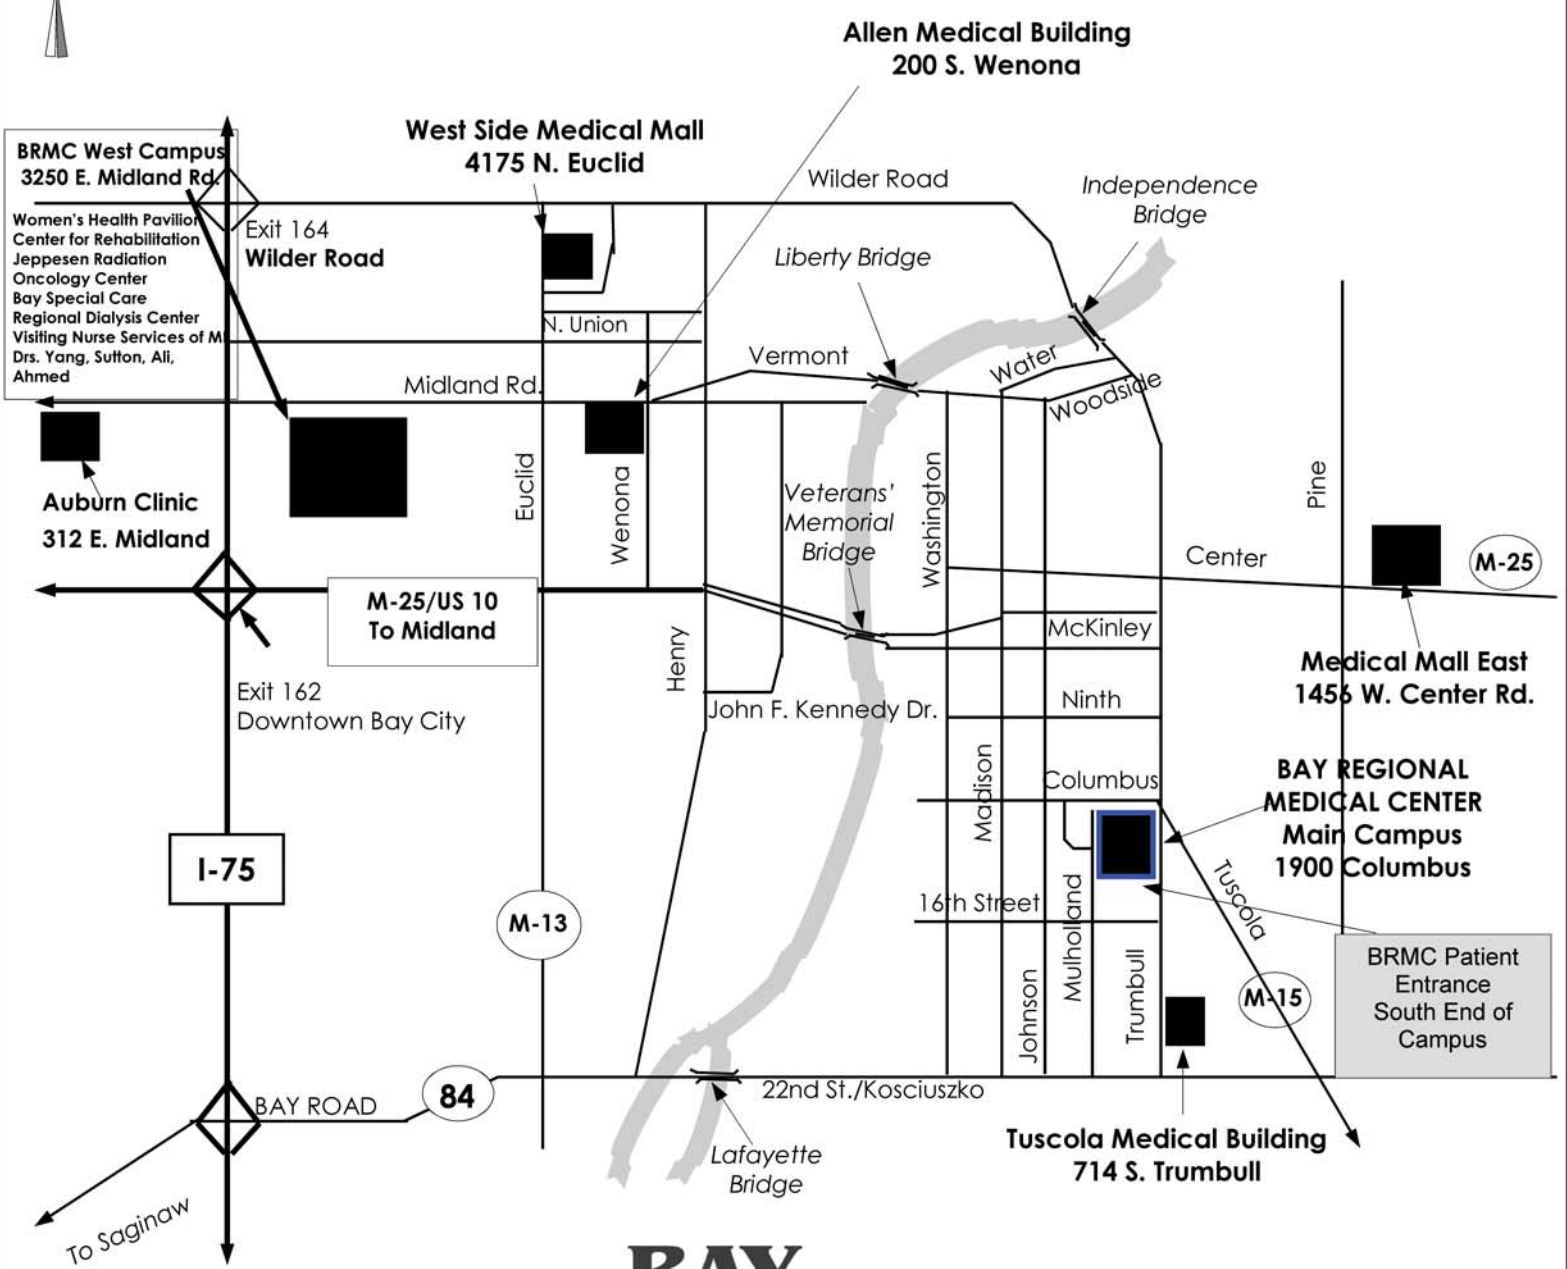 Allen Medical Building
200 S. Wenona
West Side Medical Mall
4175 N. Euclid
BRMC West Campus
3250 E. Midland Rd.
Women's Health Pavilion
Center for Rehabilitation
Jeppesen Radiation
Oncology Center
Bay Special Care
Regional Dialysis Center
Visiting Nurse Services of MI
Drs. Yang, Sutton, Ali,
Ahmed
Exit 164
Wilder Road
Wilder Road
Independence
Bridge
Liberty Bridge
N. Union
Vermont
Water
Woodside
Midland Rd.
Auburn Clinic
312 E. Midland
Euclid
Wenona
Veterans'
Memorial
Bridge
Washington
Pine
Center
M-25
M-25/US 10
To Midland
McKinley
Medical Mall East
1456 W. Center Rd.
Henry
Exit 162
Downtown Bay City
John F. Kennedy Dr.
Ninth
Madison
Columbus
BAY REGIONAL
MEDICAL CENTER
Main Campus
1900 Columbus
I-75
M-13
16th Street
Mulholland
Tuscola
Johnson
Trumbull
M-15
BRMC Patient
Entrance
South End of
Campus
84
BAY ROAD
22nd St./Kosciuszko
Lafayette
Bridge
Tuscola Medical Building
714 S. Trumbull
To Saginaw
BAY